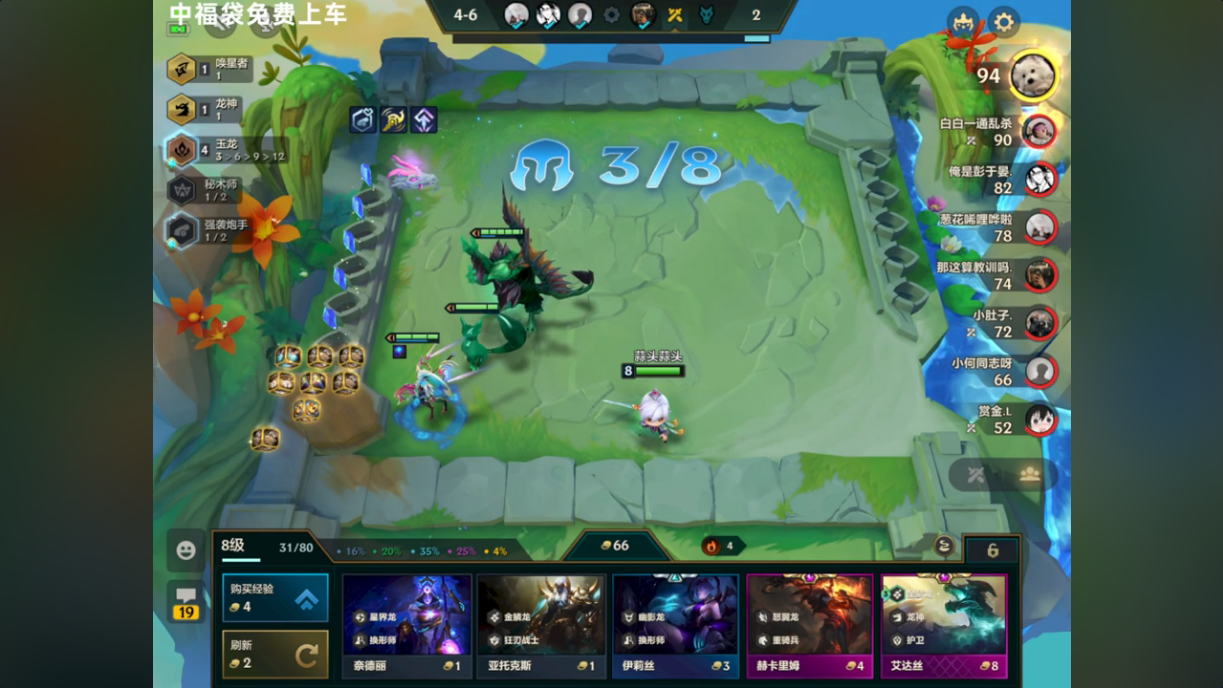 中福袋免费上车
4-6
2
1 唤星者
1
1 龙神
1
4 玉龙
3 > 6 > 9 > 12
秘术师
1 / 2
强袭炮手
1 / 2
3/8
94
白白一通乱杀
90
俺是彭于晏.
82
葱花唏哩哗啦
78
那这算教训吗.
74
小肚子.
72
小何同志呀
66
赏金.L
52
蒜头蒜头
8
8级
31/80
16% 20% 35% 25% 4%
66
4
购买经验
4
刷新
2
19
星界龙
换形师
奈德丽 1
金鳞龙
狂刃战士
亚托克斯 1
幽影龙
换形师
伊莉丝 3
怒翼龙
重骑兵
赫卡里姆 4
龙神
护卫
艾达丝 8